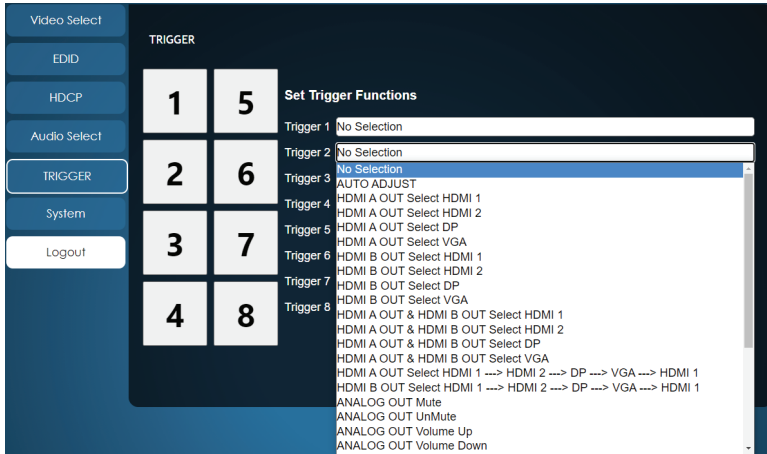 Video Select
EDID
HDCP
Audio Select
TRIGGER
System
Logout
TRIGGER
1
5
2
6
3
7
4
8
Set Trigger Functions
Trigger 1 No Selection
Trigger 2 No Selection
Trigger 3
Trigger 4
Trigger 5
Trigger 6
Trigger 7
Trigger 8
No Selection
AUTO ADJUST
HDMI A OUT Select HDMI 1
HDMI A OUT Select HDMI 2
HDMI A OUT Select DP
HDMI A OUT Select VGA
HDMI B OUT Select HDMI 1
HDMI B OUT Select HDMI 2
HDMI B OUT Select DP
HDMI B OUT Select VGA
HDMI A OUT & HDMI B OUT Select HDMI 1
HDMI A OUT & HDMI B OUT Select HDMI 2
HDMI A OUT & HDMI B OUT Select DP
HDMI A OUT & HDMI B OUT Select VGA
HDMI A OUT Select HDMI 1 ---> HDMI 2 ---> DP ---> VGA ---> HDMI 1
HDMI B OUT Select HDMI 1 ---> HDMI 2 ---> DP ---> VGA ---> HDMI 1
ANALOG OUT Mute
ANALOG OUT UnMute
ANALOG OUT Volume Up
ANALOG OUT Volume Down